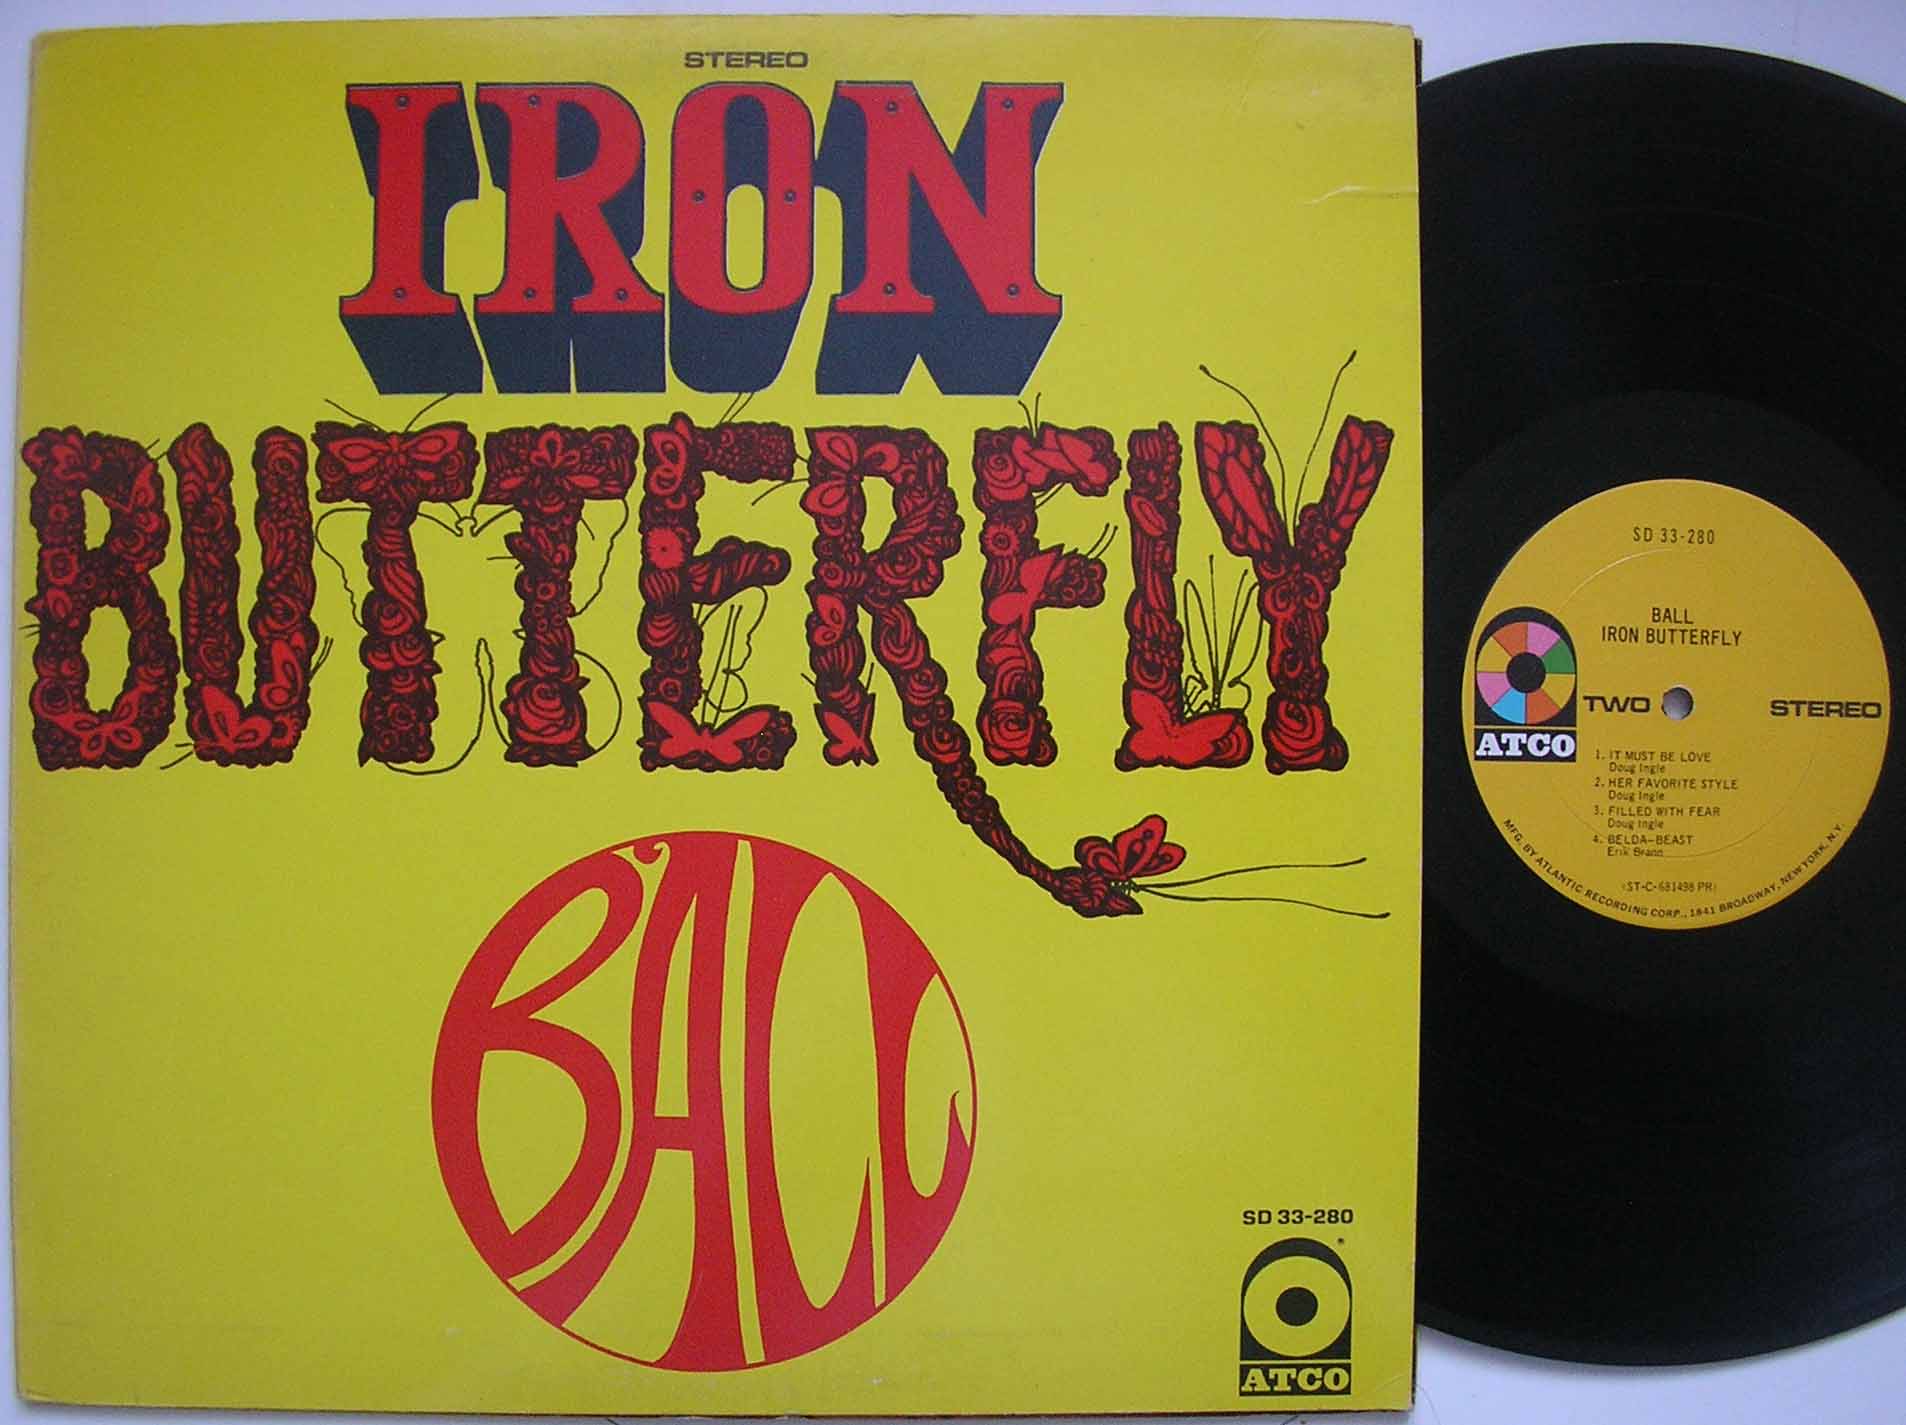 STEREO
IRON
BUTTERFLY
BALL
SD 33-280
ATCO
SD 33-280
BALL
IRON BUTTERFLY
TWO
STEREO
ATCO
1. IT MUST BE LOVE
Doug Ingle
2. HER FAVORITE STYLE
Doug Ingle
3. FILLED WITH FEAR
Doug Ingle
4. BELDA-BEAST
Erik Brann
(ST-C-681498 PR)
MFG. BY ATLANTIC RECORDING CORP., 1841 BROADWAY, NEW YORK, N.Y.